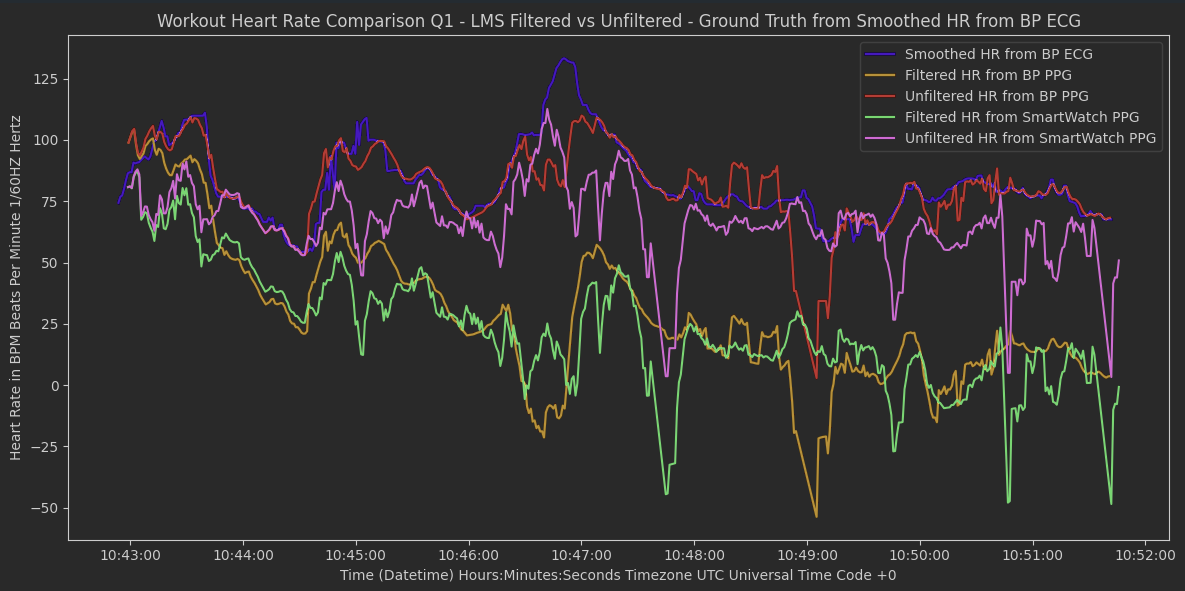 Workout Heart Rate Comparison Q1 - LMS Filtered vs Unfiltered - Ground Truth from Smoothed HR from BP ECG
Smoothed HR from BP ECG
Filtered HR from BP PPG
Unfiltered HR from BP PPG
Filtered HR from SmartWatch PPG
Unfiltered HR from SmartWatch PPG
Heart Rate in BPM Beats Per Minute 1/60HZ Hertz
125
100
75
50
25
0
−25
−50
10:43:00 10:44:00 10:45:00 10:46:00 10:47:00 10:48:00 10:49:00 10:50:00 10:51:00 10:52:00
Time (Datetime) Hours:Minutes:Seconds Timezone UTC Universal Time Code +0